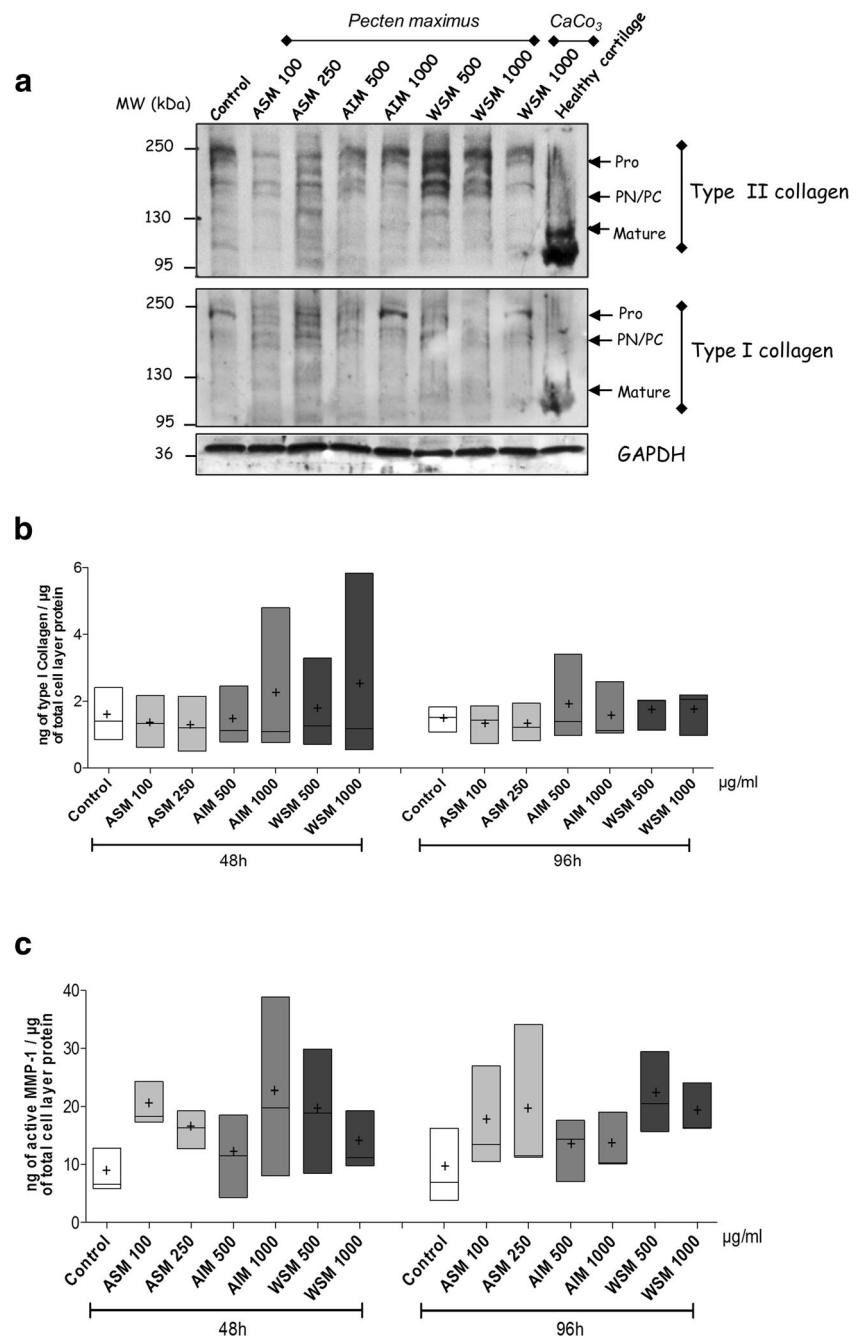 Pecten maximus CaCo3
a
MW (kDa) Control ASM 100 ASM 250 AIM 500 AIM 1000 WSM 500 WSM 1000 WSM 1000 Healthy cartilage
250
130
95
Pro
PN/PC
Mature
Type II collagen
250
130
95
Pro
PN/PC
Mature
Type I collagen
36
GAPDH
b
ng of type I Collagen / µg
of total cell layer protein
6
4
2
0
Control ASM 100 ASM 250 AIM 500 AIM 1000 WSM 500 WSM 1000 Control ASM 100 ASM 250 AIM 500 AIM 1000 WSM 500 WSM 1000 µg/ml
48h 96h
c
ng of active MMP-1 / µg
of total cell layer protein
40
30
20
10
0
Control ASM 100 ASM 250 AIM 500 AIM 1000 WSM 500 WSM 1000 Control ASM 100 ASM 250 AIM 500 AIM 1000 WSM 500 WSM 1000 µg/ml
48h 96h